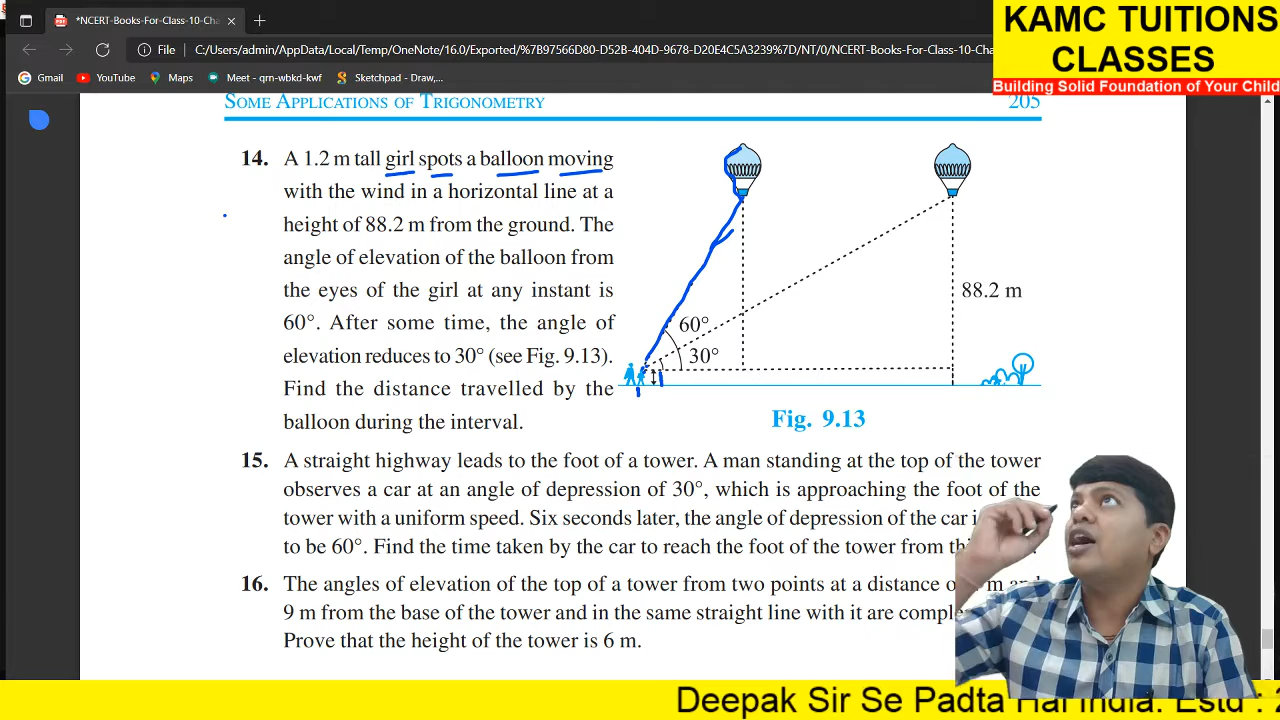 *NCERT-Books-For-Class-10-Cha
KAMC TUITIONS
CLASSES
Building Solid Foundation of Your Child
File C:/Users/admin/AppData/Local/Temp/OneNote/16.0/Exported/%7B97566D80-D52B-404D-9678-D20E4C5A3239%7D/NT/0/NCERT-Books-For-Class-10-Cha
Gmail YouTube Maps Meet - qrn-wbkd-kwf Sketchpad - Draw,...
SOME APPLICATIONS OF TRIGONOMETRY 205
14. A 1.2 m tall girl spots a balloon moving
with the wind in a horizontal line at a
height of 88.2 m from the ground. The
angle of elevation of the balloon from
the eyes of the girl at any instant is
60°. After some time, the angle of
elevation reduces to 30° (see Fig. 9.13).
Find the distance travelled by the
balloon during the interval.
88.2 m
60°
30°
Fig. 9.13
15. A straight highway leads to the foot of a tower. A man standing at the top of the tower
observes a car at an angle of depression of 30°, which is approaching the foot of the
tower with a uniform speed. Six seconds later, the angle of depression of the car
to be 60°. Find the time taken by the car to reach the foot of the tower from
16. The angles of elevation of the top of a tower from two points at a distance
9 m from the base of the tower and in the same straight line with it are
Prove that the height of the tower is 6 m.
Deepak Sir Se Padta Hai India. Estd :